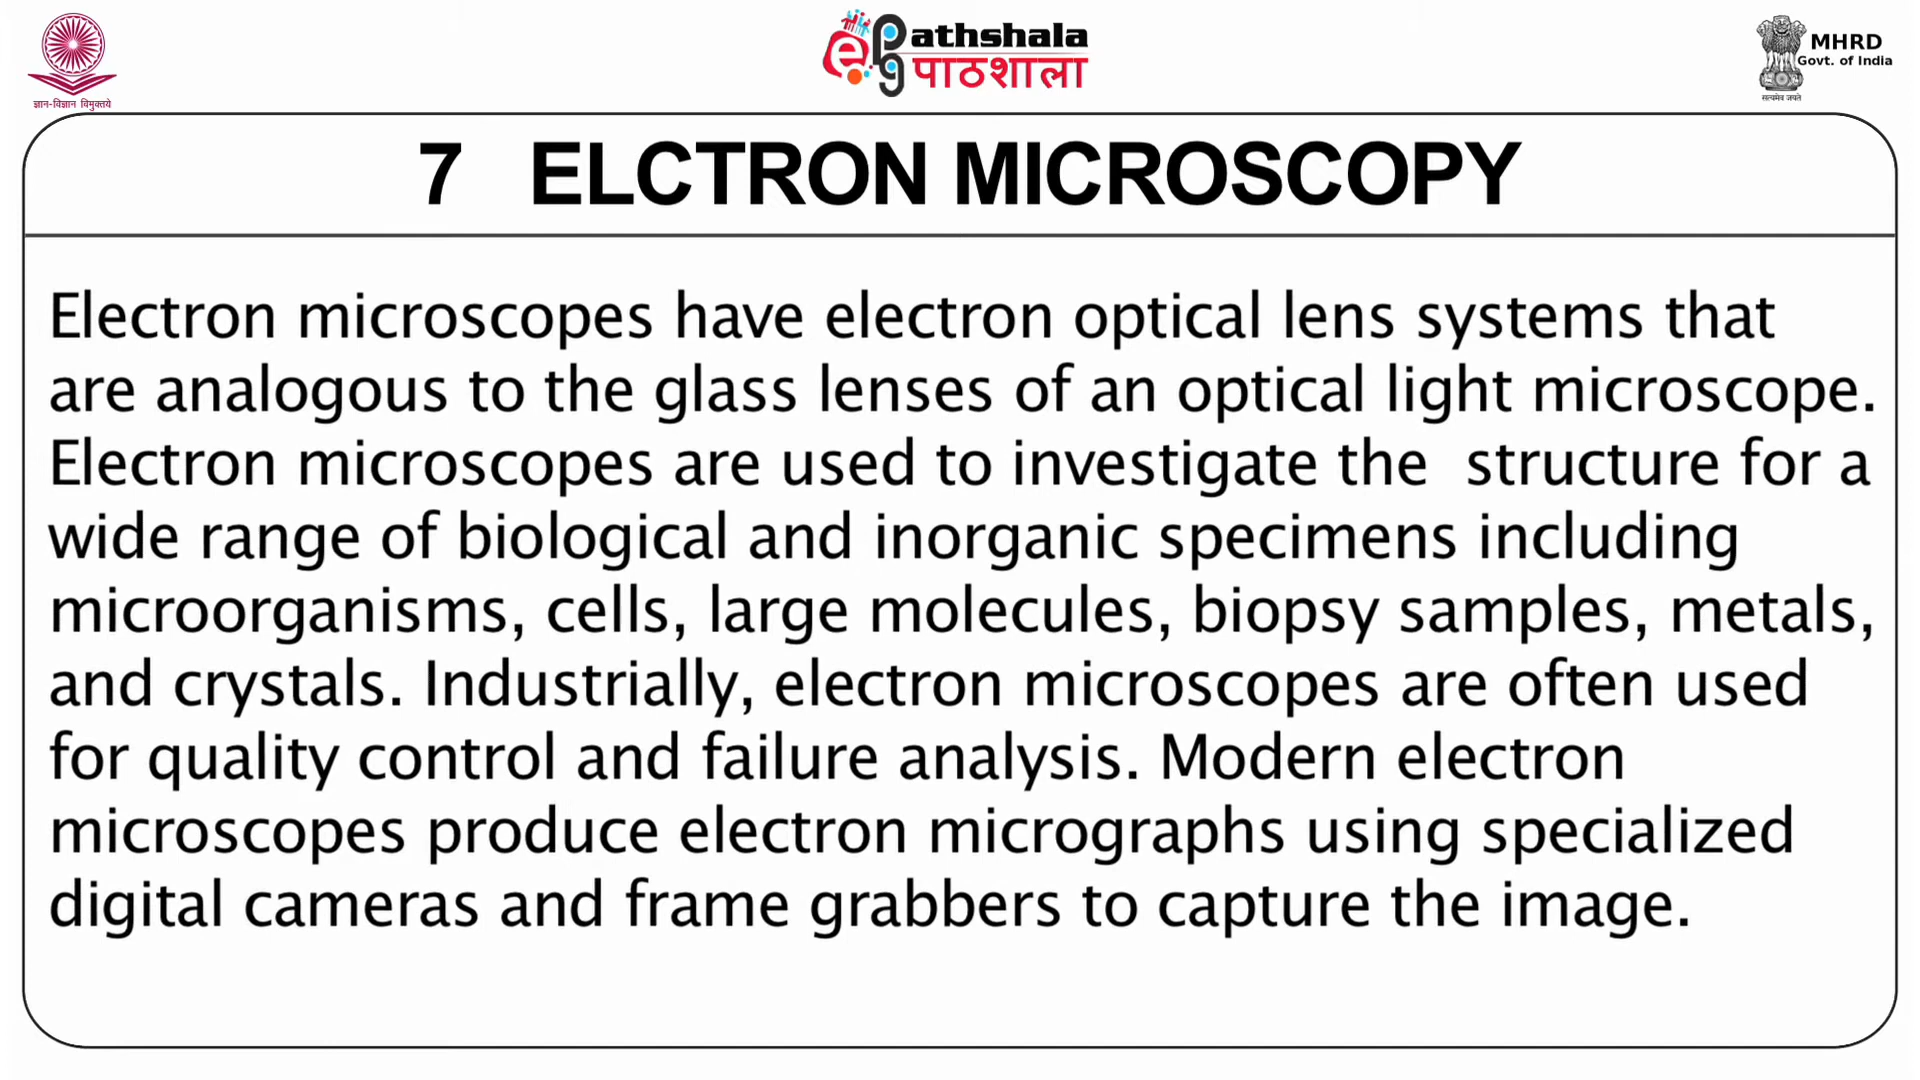 ज्ञान-विज्ञान विमुक्तये
ePathshala
पाठशाला
MHRD
Govt. of India
सत्यमेव जयते
7 ELCTRON MICROSCOPY
Electron microscopes have electron optical lens systems that
are analogous to the glass lenses of an optical light microscope.
Electron microscopes are used to investigate the structure for a
wide range of biological and inorganic specimens including
microorganisms, cells, large molecules, biopsy samples, metals,
and crystals. Industrially, electron microscopes are often used
for quality control and failure analysis. Modern electron
microscopes produce electron micrographs using specialized
digital cameras and frame grabbers to capture the image.